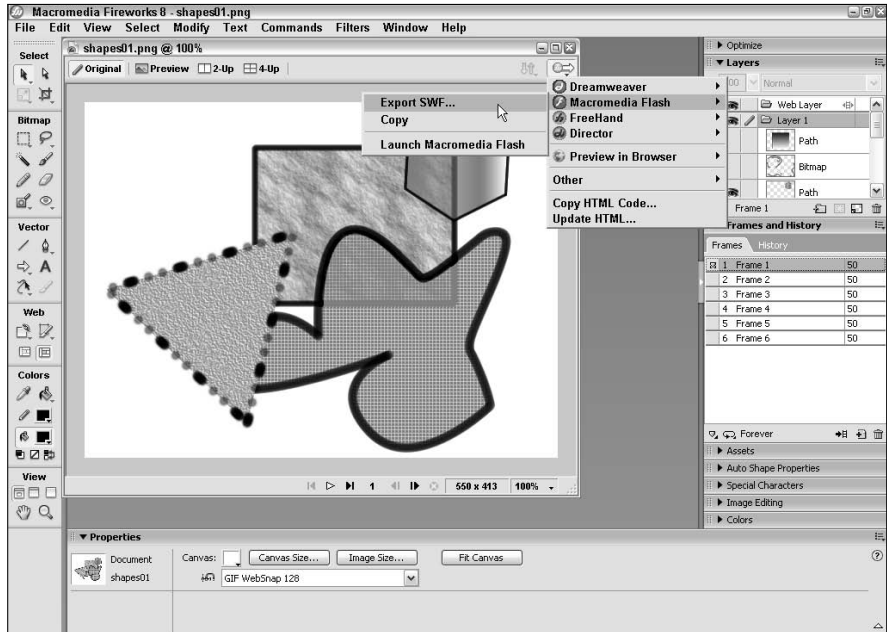 Macromedia Fireworks 8 - shapes01.png
File Edit View Select Modify Text Commands Filters Window Help
Select
Bitmap
Vector
A
Web
Colors
View
shapes01.png @ 100%
Original Preview 2-Up 4-Up
Export SWF...
Copy
Launch Macromedia Flash
Dreamweaver
Macromedia Flash
FreeHand
Director
Preview in Browser
Other
Copy HTML Code...
Update HTML...
1 550 x 413 100%
Optimize
Layers
Normal
Web Layer
Layer 1
Path
Bitmap
Path
Frame 1
Frames and History
Frames History
1 Frame 1 50
2 Frame 2 50
3 Frame 3 50
4 Frame 4 50
5 Frame 5 50
6 Frame 6 50
Forever
Assets
Auto Shape Properties
Special Characters
Image Editing
Colors
Properties
Document Canvas: Canvas Size... Image Size... Fit Canvas
shapes01 GIF WebSnap 128